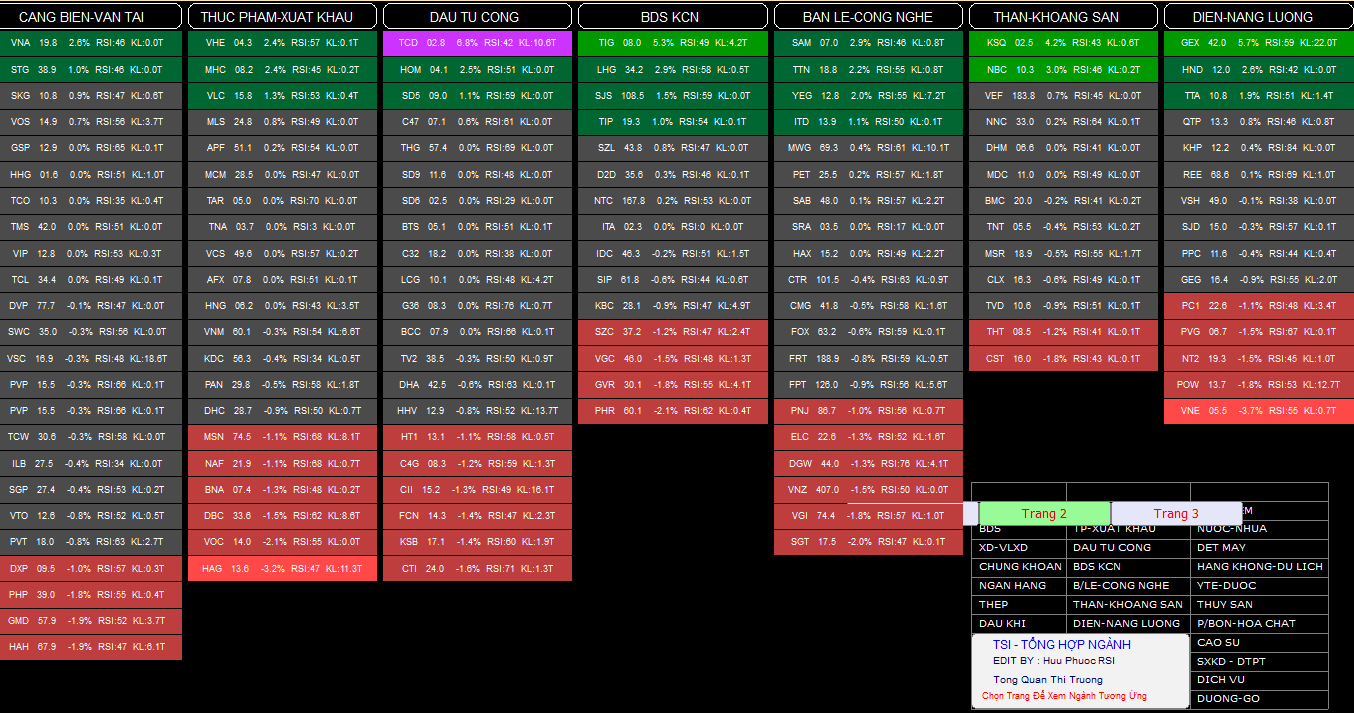 CANG BIEN-VAN TAI
VNA 19.8 2.6% RSI:46 KL:0.0T
STG 38.9 1.0% RSI:46 KL:0.0T
SKG 10.8 0.9% RSI:47 KL:0.6T
VOS 14.9 0.7% RSI:56 KL:3.7T
GSP 12.9 0.0% RSI:65 KL:0.1T
HHG 01.6 0.0% RSI:51 KL:1.0T
TCO 10.3 0.0% RSI:35 KL:0.4T
TMS 42.0 0.0% RSI:51 KL:0.0T
VIP 12.8 0.0% RSI:53 KL:0.3T
TCL 34.4 0.0% RSI:49 KL:0.1T
DVP 77.7 -0.1% RSI:47 KL:0.0T
SWC 35.0 -0.3% RSI:56 KL:0.0T
VSC 16.9 -0.3% RSI:48 KL:18.6T
PVP 15.5 -0.3% RSI:66 KL:0.1T
PVP 15.5 -0.3% RSI:66 KL:0.1T
TCW 30.6 -0.3% RSI:58 KL:0.0T
ILB 27.5 -0.4% RSI:34 KL:0.0T
SGP 27.4 -0.4% RSI:53 KL:0.2T
VTO 12.6 -0.8% RSI:52 KL:0.5T
PVT 18.0 -0.8% RSI:63 KL:2.7T
DXP 09.5 -1.0% RSI:57 KL:0.3T
PHP 39.0 -1.8% RSI:55 KL:0.4T
GMD 57.9 -1.9% RSI:52 KL:3.7T
HAH 67.9 -1.9% RSI:47 KL:6.1T
THUC PHAM-XUAT KHAU
VHE 04.3 2.4% RSI:57 KL:0.1T
MHC 08.2 2.4% RSI:45 KL:0.2T
VLC 15.8 1.3% RSI:53 KL:0.4T
MLS 24.8 0.8% RSI:49 KL:0.0T
APF 51.1 0.2% RSI:54 KL:0.0T
MCM 28.5 0.0% RSI:47 KL:0.0T
TAR 05.0 0.0% RSI:70 KL:0.0T
TNA 03.7 0.0% RSI:3 KL:0.0T
VCS 49.6 0.0% RSI:57 KL:0.2T
AFX 07.8 0.0% RSI:51 KL:0.1T
HNG 06.2 0.0% RSI:43 KL:3.5T
VNM 60.1 -0.3% RSI:54 KL:6.6T
KDC 56.3 -0.4% RSI:34 KL:0.5T
PAN 29.8 -0.5% RSI:58 KL:1.8T
DHC 28.7 -0.9% RSI:50 KL:0.7T
MSN 74.5 -1.1% RSI:68 KL:8.1T
NAF 21.9 -1.1% RSI:68 KL:0.7T
BNA 07.4 -1.3% RSI:48 KL:0.2T
DBC 33.6 -1.5% RSI:62 KL:8.6T
VOC 14.0 -2.1% RSI:55 KL:0.0T
HAG 13.6 -3.2% RSI:47 KL:11.3T
DAU TU CONG
TCD 02.8 6.8% RSI:42 KL:10.6T
HOM 04.1 2.5% RSI:51 KL:0.0T
SD5 09.0 1.1% RSI:59 KL:0.0T
C47 07.1 0.6% RSI:61 KL:0.0T
THG 57.4 0.0% RSI:69 KL:0.0T
SD9 11.6 0.0% RSI:48 KL:0.0T
SD6 02.5 0.0% RSI:29 KL:0.0T
BTS 05.1 0.0% RSI:51 KL:0.1T
C32 18.2 0.0% RSI:38 KL:0.0T
LCG 10.1 0.0% RSI:48 KL:4.2T
G36 08.3 0.0% RSI:76 KL:0.7T
BCC 07.9 0.0% RSI:66 KL:0.1T
TV2 38.5 -0.3% RSI:50 KL:0.9T
DHA 42.5 -0.6% RSI:63 KL:0.1T
HHV 12.9 -0.8% RSI:52 KL:13.7T
HT1 13.1 -1.1% RSI:58 KL:0.5T
C4G 08.3 -1.2% RSI:59 KL:1.3T
CII 15.2 -1.3% RSI:49 KL:16.1T
FCN 14.3 -1.4% RSI:47 KL:2.3T
KSB 17.1 -1.4% RSI:60 KL:1.9T
CTI 24.0 -1.6% RSI:71 KL:1.3T
BDS KCN
TIG 08.0 5.3% RSI:49 KL:4.2T
LHG 34.2 2.9% RSI:58 KL:0.5T
SJS 108.5 1.5% RSI:59 KL:0.0T
TIP 19.3 1.0% RSI:54 KL:0.1T
SZL 43.8 0.8% RSI:47 KL:0.0T
D2D 35.6 0.3% RSI:46 KL:0.1T
NTC 167.8 0.2% RSI:53 KL:0.0T
ITA 02.3 0.0% RSI:0 KL:0.0T
IDC 46.3 -0.2% RSI:51 KL:1.5T
SIP 61.8 -0.6% RSI:44 KL:0.6T
KBC 28.1 -0.9% RSI:47 KL:4.9T
SZC 37.2 -1.2% RSI:47 KL:2.4T
VGC 46.0 -1.5% RSI:48 KL:1.3T
GVR 30.1 -1.8% RSI:55 KL:4.1T
PHR 60.1 -2.1% RSI:62 KL:0.4T
BAN LE-CONG NGHE
SAM 07.0 2.9% RSI:46 KL:0.8T
TTN 18.8 2.2% RSI:55 KL:0.8T
YEG 12.8 2.0% RSI:55 KL:7.2T
ITD 13.9 1.1% RSI:50 KL:0.1T
MWG 69.3 0.4% RSI:61 KL:10.1T
PET 25.5 0.2% RSI:57 KL:1.8T
SAB 48.0 0.1% RSI:57 KL:2.2T
SRA 03.5 0.0% RSI:17 KL:0.0T
HAX 15.2 0.0% RSI:49 KL:2.2T
CTR 101.5 -0.4% RSI:63 KL:0.9T
CMG 41.8 -0.5% RSI:58 KL:1.6T
FOX 63.2 -0.6% RSI:59 KL:0.1T
FRT 188.9 -0.8% RSI:59 KL:0.5T
FPT 126.0 -0.9% RSI:56 KL:5.6T
PNJ 86.7 -1.0% RSI:56 KL:0.7T
ELC 22.6 -1.3% RSI:52 KL:1.6T
DGW 44.0 -1.3% RSI:76 KL:4.1T
VNZ 407.0 -1.5% RSI:50 KL:0.0T
VGI 74.4 -1.8% RSI:57 KL:1.0T
SGT 17.5 -2.0% RSI:47 KL:0.1T
THAN-KHOANG SAN
KSQ 02.5 4.2% RSI:43 KL:0.6T
NBC 10.3 3.0% RSI:46 KL:0.2T
VEF 183.8 0.7% RSI:45 KL:0.0T
NNC 33.0 0.2% RSI:64 KL:0.1T
DHM 06.6 0.0% RSI:41 KL:0.0T
MDC 11.0 0.0% RSI:49 KL:0.0T
BMC 20.0 -0.2% RSI:41 KL:0.2T
TNT 05.5 -0.4% RSI:53 KL:0.2T
MSR 18.9 -0.5% RSI:55 KL:1.7T
CLX 16.3 -0.6% RSI:49 KL:0.1T
TVD 10.6 -0.9% RSI:51 KL:0.1T
THT 08.5 -1.2% RSI:41 KL:0.1T
CST 16.0 -1.8% RSI:43 KL:0.1T
DIEN-NANG LUONG
GEX 42.0 5.7% RSI:59 KL:22.0T
HND 12.0 2.6% RSI:42 KL:0.0T
TTA 10.8 1.9% RSI:51 KL:1.4T
QTP 13.3 0.8% RSI:46 KL:0.8T
KHP 12.2 0.4% RSI:84 KL:0.0T
REE 68.6 0.1% RSI:69 KL:1.0T
VSH 49.0 -0.1% RSI:38 KL:0.0T
SJD 15.0 -0.3% RSI:57 KL:0.1T
PPC 11.6 -0.4% RSI:44 KL:0.4T
GEG 16.4 -0.9% RSI:55 KL:2.0T
PC1 22.6 -1.1% RSI:48 KL:3.4T
PVG 06.7 -1.5% RSI:67 KL:0.1T
NT2 19.3 -1.5% RSI:45 KL:1.0T
POW 13.7 -1.8% RSI:53 KL:12.7T
VNE 05.5 -3.7% RSI:55 KL:0.7T
Trang 2 Trang 3
BDS TP-XUAT KHAU NUOC-NHUA
XD-VLXD DAU TU CONG DET MAY
CHUNG KHOAN BDS KCN HANG KHONG-DU LICH
NGAN HANG B/LE-CONG NGHE YTE-DUOC
THEP THAN-KHOANG SAN THUY SAN
DAU KHI DIEN-NANG LUONG P/BON-HOA CHAT
CAO SU
SXKD - DTPT
DICH VU
DUONG-GO
TSI - TỔNG HỢP NGÀNH
EDIT BY : Huu Phuoc RSI
Tong Quan Thi Truong
Chọn Trang Để Xem Ngành Tương Ứng